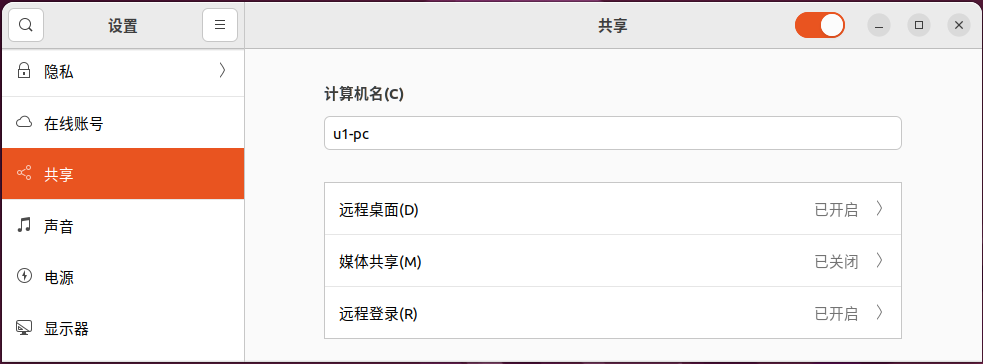 设置
共享
隐私
在线账号
共享
声音
电源
显示器
计算机名(C)
u1-pc
远程桌面(D) 已开启
媒体共享(M) 已关闭
远程登录(R) 已开启